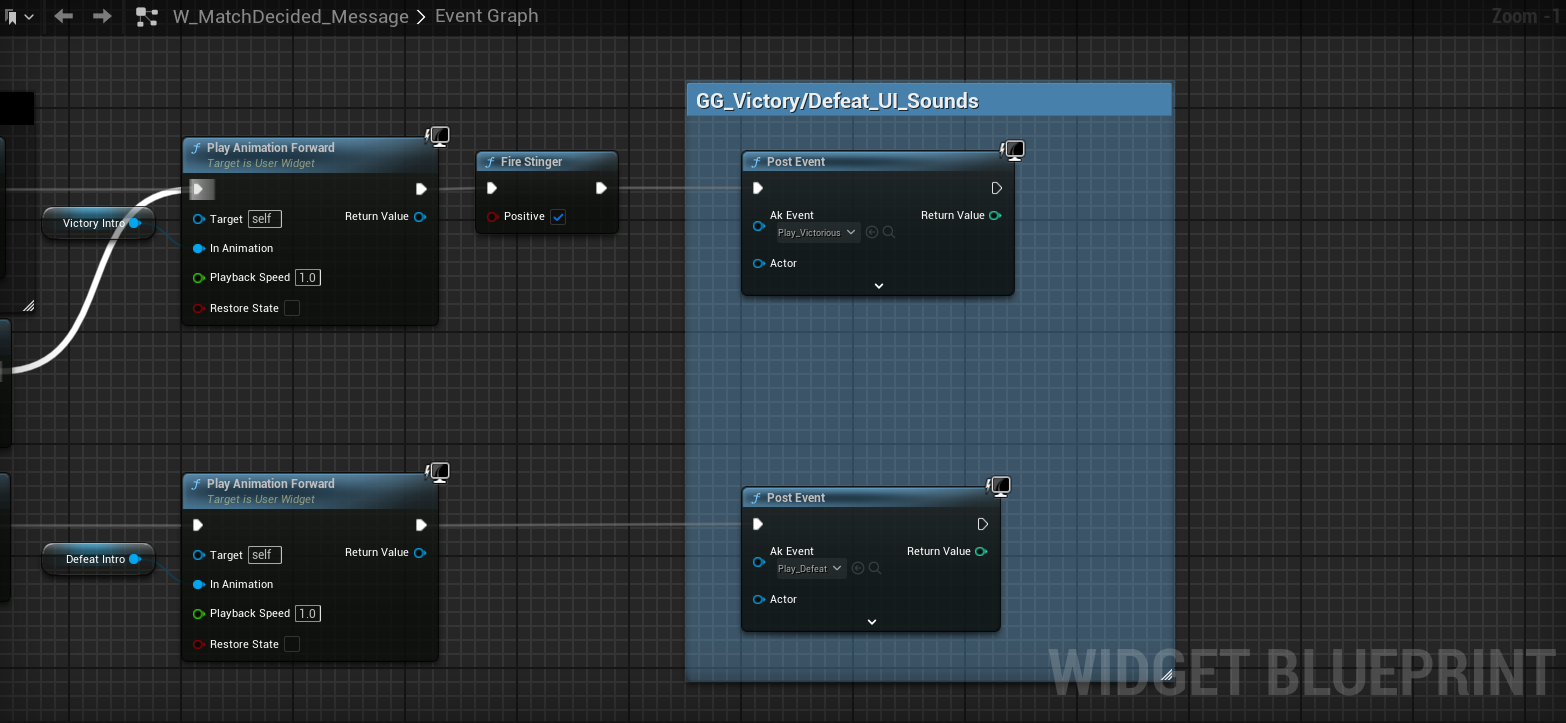 W_MatchDecided_Message > Event Graph
Zoom -1
GG_Victory/Defeat_UI_Sounds
Play Animation Forward
Target is User Widget
Target self
Return Value
In Animation
Playback Speed 1.0
Restore State
Victory Intro
Fire Stinger
Positive
Post Event
Ak Event
Play_Victorious
Return Value
Actor
Play Animation Forward
Target is User Widget
Target self
Return Value
In Animation
Playback Speed 1.0
Restore State
Defeat Intro
Post Event
Ak Event
Play_Defeat
Return Value
Actor
WIDGET BLUEPRINT